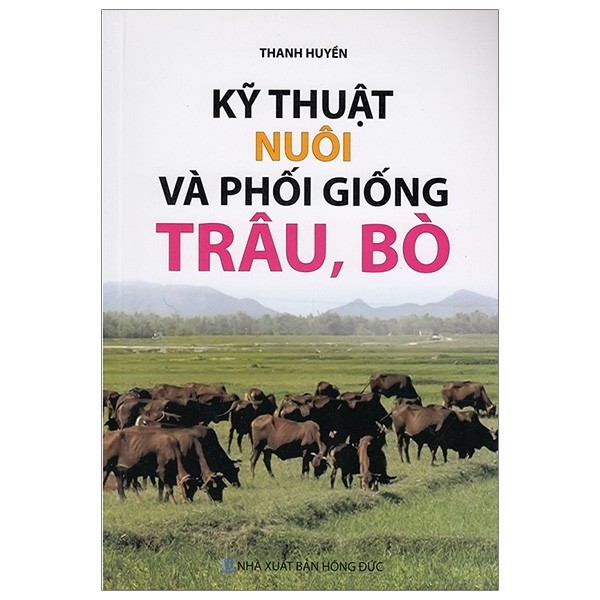 THANH HUYỀN
KỸ THUẬT
NUÔI
VÀ PHỐI GIỐNG
TRÂU, BÒ
NHÀ XUẤT BẢN HỒNG ĐỨC